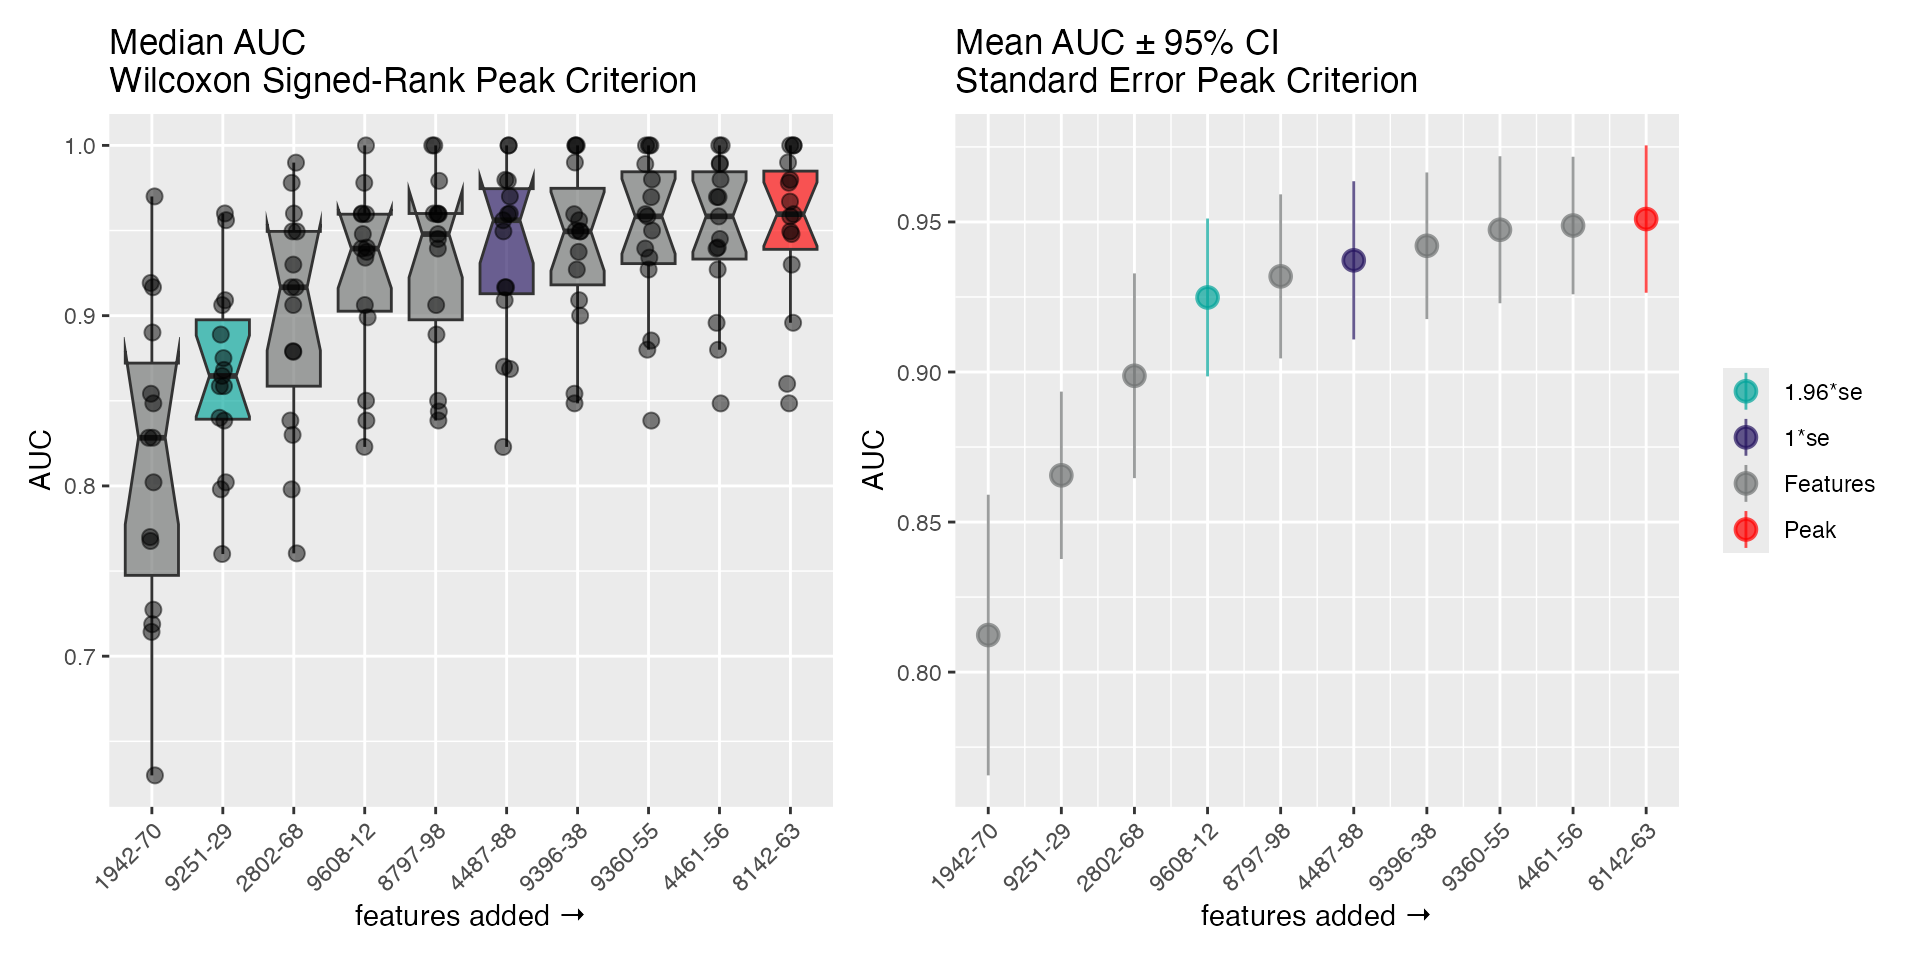 Median AUC
Wilcoxon Signed-Rank Peak Criterion
AUC
1.0
0.9
0.8
0.7
1942-70
9251-29
2802-68
9608-12
8797-98
4487-88
9396-38
9360-55
4461-56
8142-63
features added →
Mean AUC ± 95% CI
Standard Error Peak Criterion
AUC
0.95
0.90
0.85
0.80
1942-70
9251-29
2802-68
9608-12
8797-98
4487-88
9396-38
9360-55
4461-56
8142-63
features added →
1.96*se
1*se
Features
Peak